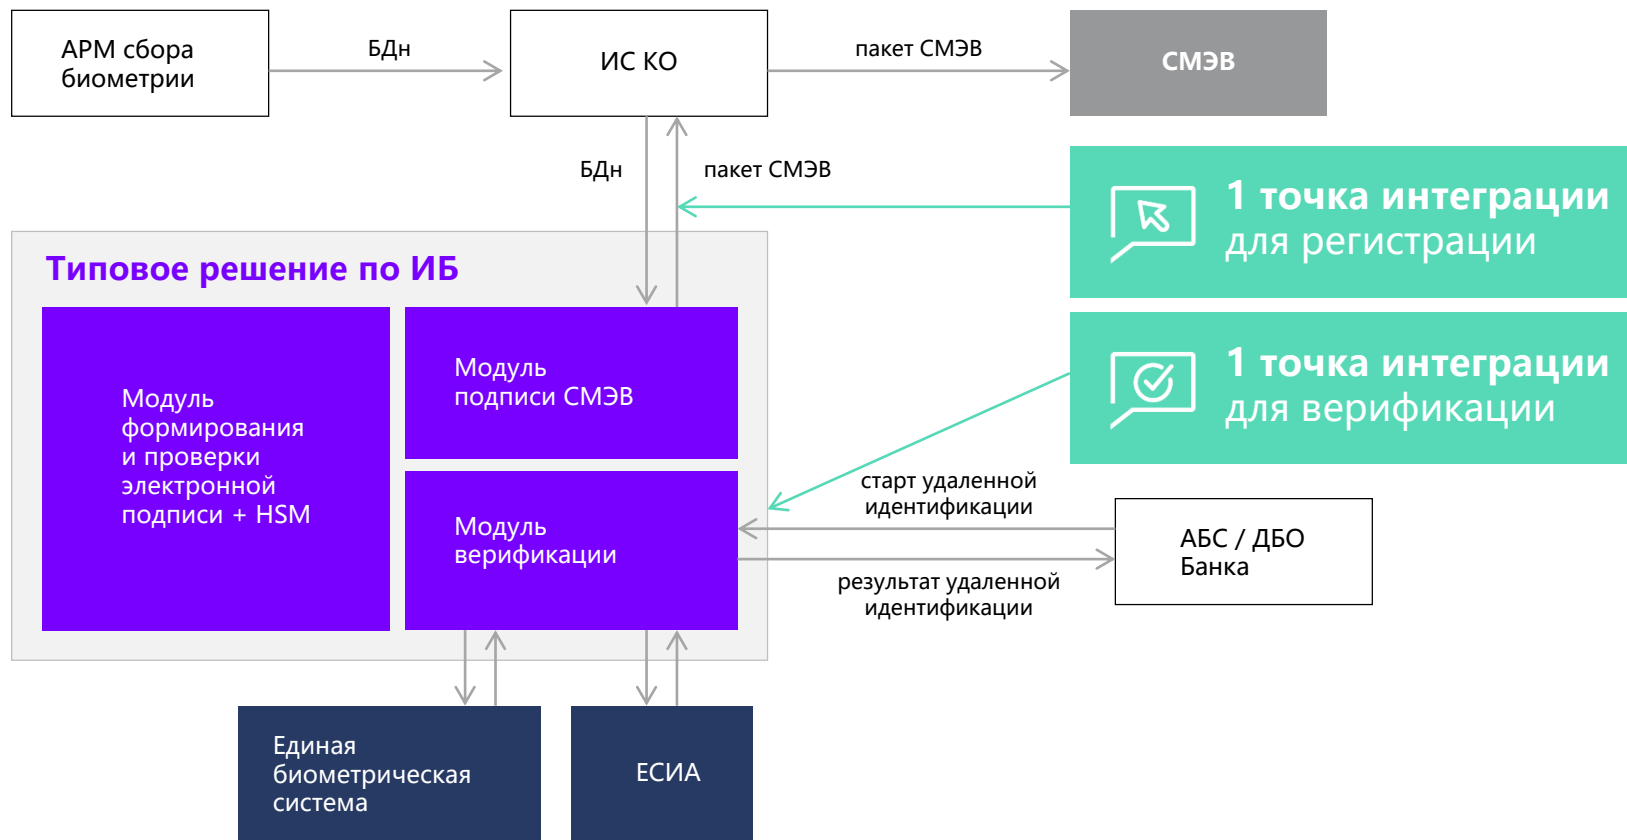 АРМ сбора
биометрии
БДн
ИС КО
пакет СМЭВ
СМЭВ
БДн
пакет СМЭВ
1 точка интеграции
для регистрации
Типовое решение по ИБ
Модуль
формирования
и проверки
электронной
подписи + HSM
Модуль
подписи СМЭВ
1 точка интеграции
для верификации
Модуль
верификации
старт удаленной
идентификации
результат удаленной
идентификации
АБС / ДБО
Банка
Единая
биометрическая
система
ЕСИА